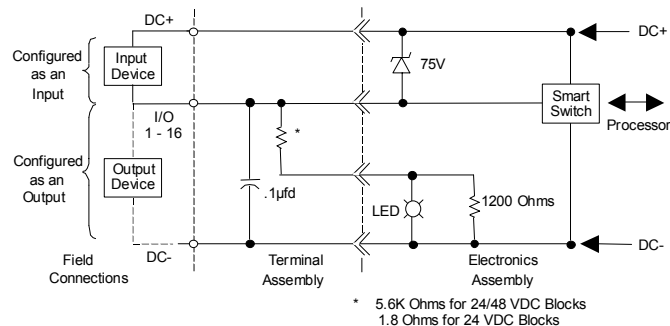 DC+
DC+
Configured
as an
Input
Input
Device
75V
I/O
1 - 16
Smart
Switch
Processor
*
Configured
as an
Output
Output
Device
.1µfd
LED
1200 Ohms
DC-
DC-
Field
Connections
Terminal
Assembly
Electronics
Assembly
* 5.6K Ohms for 24/48 VDC Blocks
1.8 Ohms for 24 VDC Blocks